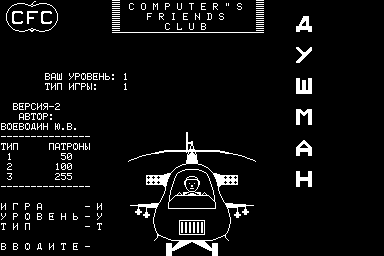 CFC
COMPUTER"S
FRIENDS
CLUB
ДУШМАН
ВАШ УРОВЕНЬ: 1
ТИП ИГРЫ: 1
ВЕРСИЯ-2
АВТОР:
ВОЕВОДИН Ю.В.
ТИП ПАТРОНЫ
1 50
2 100
3 255
ИГРА -И
УРОВЕНЬ-У
ТИП -Т
ВВОДИТЕ-